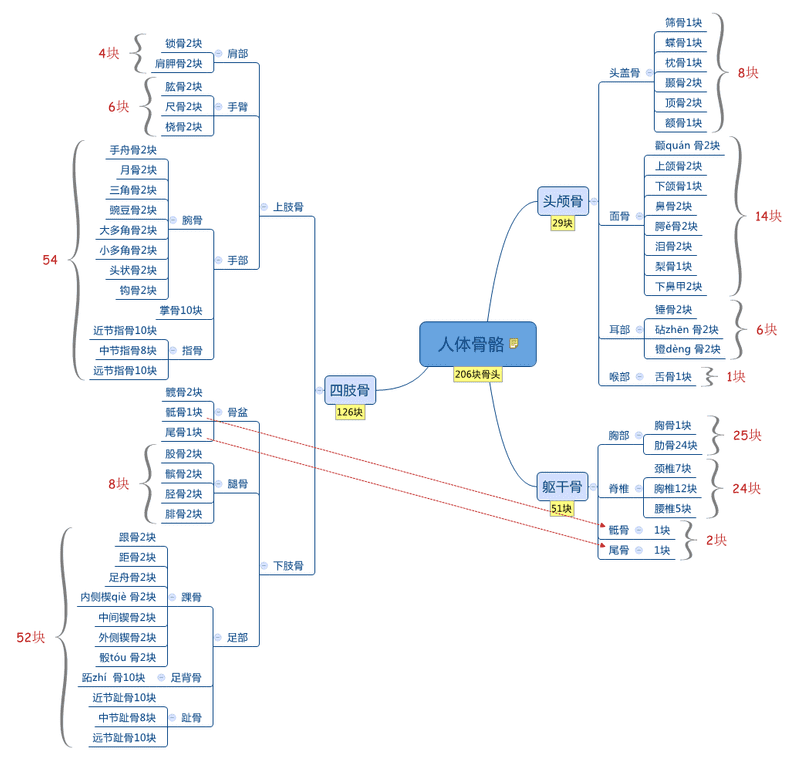 人体骨骼
206块骨头
头颅骨
29块
头盖骨
筛骨1块
蝶骨1块
枕骨1块
颞骨2块
顶骨2块
额骨1块
8块
面骨
颧quán 骨2块
上颌骨2块
下颌骨1块
鼻骨2块
腭è骨2块
泪骨2块
梨骨1块
下鼻甲2块
14块
耳部
锤骨2块
砧zhēn 骨2块
镫dèng 骨2块
6块
喉部
舌骨1块
1块
躯干骨
51块
胸部
胸骨1块
肋骨24块
25块
脊椎
颈椎7块
胸椎12块
腰椎5块
24块
骶骨
1块
尾骨
1块
2块
四肢骨
126块
上肢骨
肩部
锁骨2块
肩胛骨2块
4块
手臂
肱骨2块
尺骨2块
桡骨2块
6块
手部
腕骨
手舟骨2块
月骨2块
三角骨2块
豌豆骨2块
大多角骨2块
小多角骨2块
头状骨2块
钩骨2块
掌骨10块
指骨
近节指骨10块
中节指骨8块
远节指骨10块
54
下肢骨
骨盆
髋骨2块
骶骨1块
尾骨1块
腿骨
股骨2块
髌骨2块
胫骨2块
腓骨2块
8块
足部
踝骨
跟骨2块
距骨2块
足舟骨2块
内侧楔qiè 骨2块
中间锲骨2块
外侧锲骨2块
骰tóu 骨2块
足背骨
跖zhí 骨10块
趾骨
近节趾骨10块
中节趾骨8块
远节趾骨10块
52块